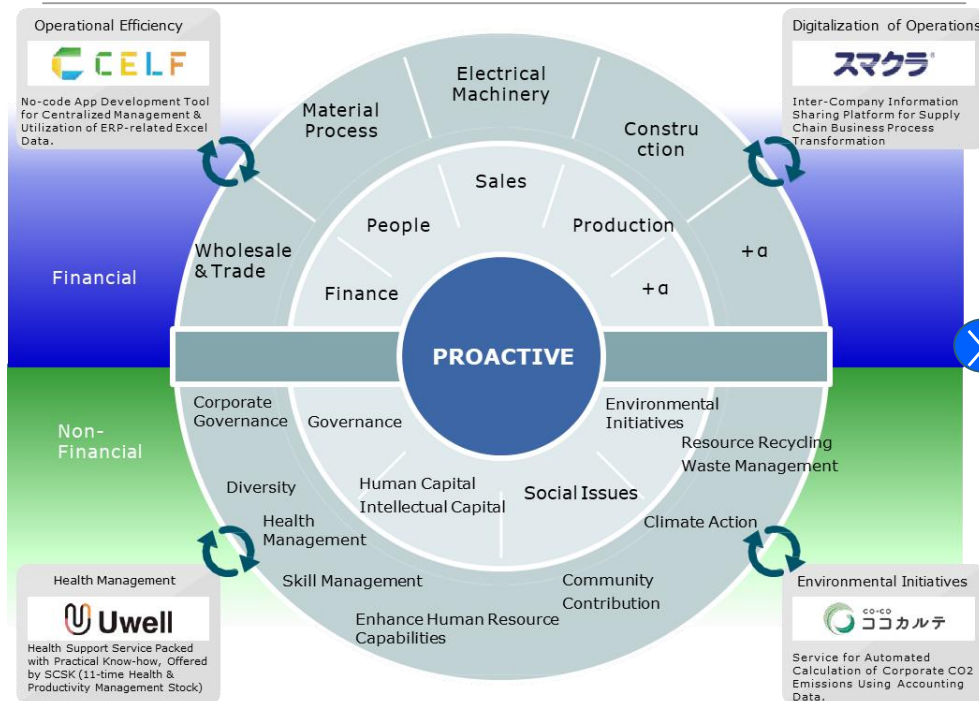 Operational Efficiency
CELF
No-code App Development Tool
for Centralized Management &
Utilization of ERP-related Excel
Data.
Digitalization of Operations
スマクラ
Inter-Company Information
Sharing Platform for Supply
Chain Business Process
Transformation
Electrical
Machinery
Material
Process
Constru
ction
Wholesale
& Trade
+α
Sales
People
Production
Finance
+α
Financial
PROACTIVE
Non-
Financial
Corporate
Governance
Governance
Environmental
Initiatives
Resource Recycling
Waste Management
Diversity
Human Capital
Intellectual Capital
Social Issues
Health
Management
Climate Action
Skill Management
Community
Contribution
Enhance Human Resource
Capabilities
Health Management
Uwell
Health Support Service Packed
with Practical Know-how, Offered
by SCSK (11-time Health &
Productivity Management Stock)
Environmental Initiatives
co-co
ココカルテ
Service for Automated
Calculation of Corporate CO2
Emissions Using Accounting
Data.